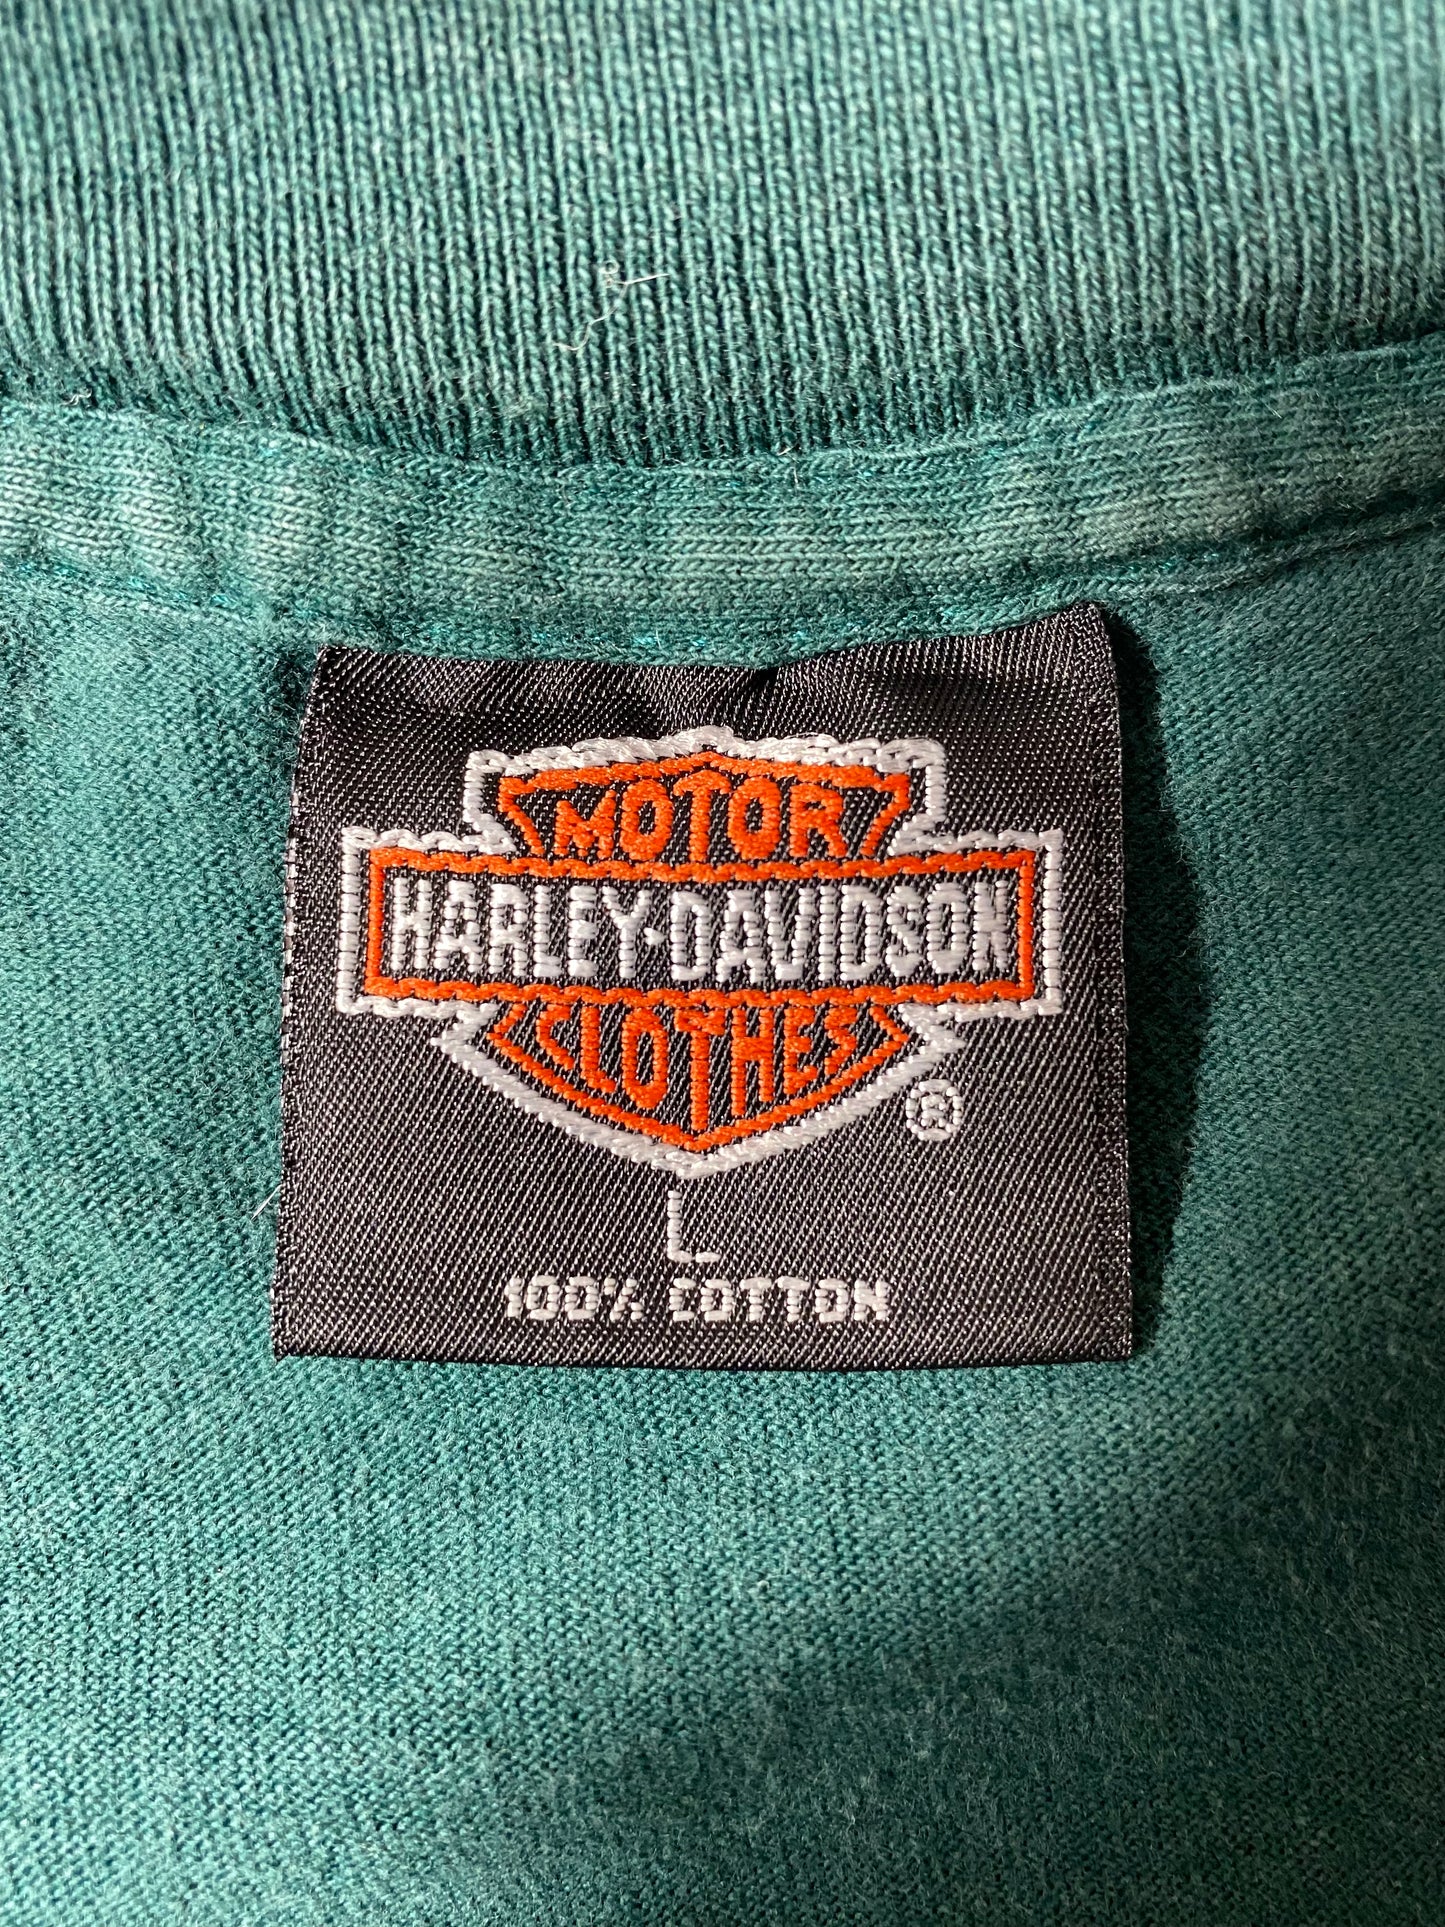 MOTOR
HARLEY-DAVIDSON
CLOTHES
®
L
100% COTTON